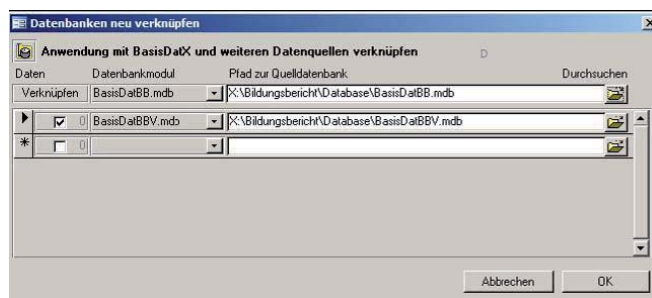 Datenbanken neu verknüpfen
Anwendung mit BasisDatX und weiteren Datenquellen verknüpfen D
Daten Datenbankmodul Pfad zur Quelldatenbank Durchsuchen
Verknüpfen BasisDatBB.mdb X:\Bildungsbericht\Database\BasisDatBB.mdb
0 BasisDatBBV.mdb X:\Bildungsbericht\Database\BasisDatBBV.mdb
* 0
Abbrechen OK